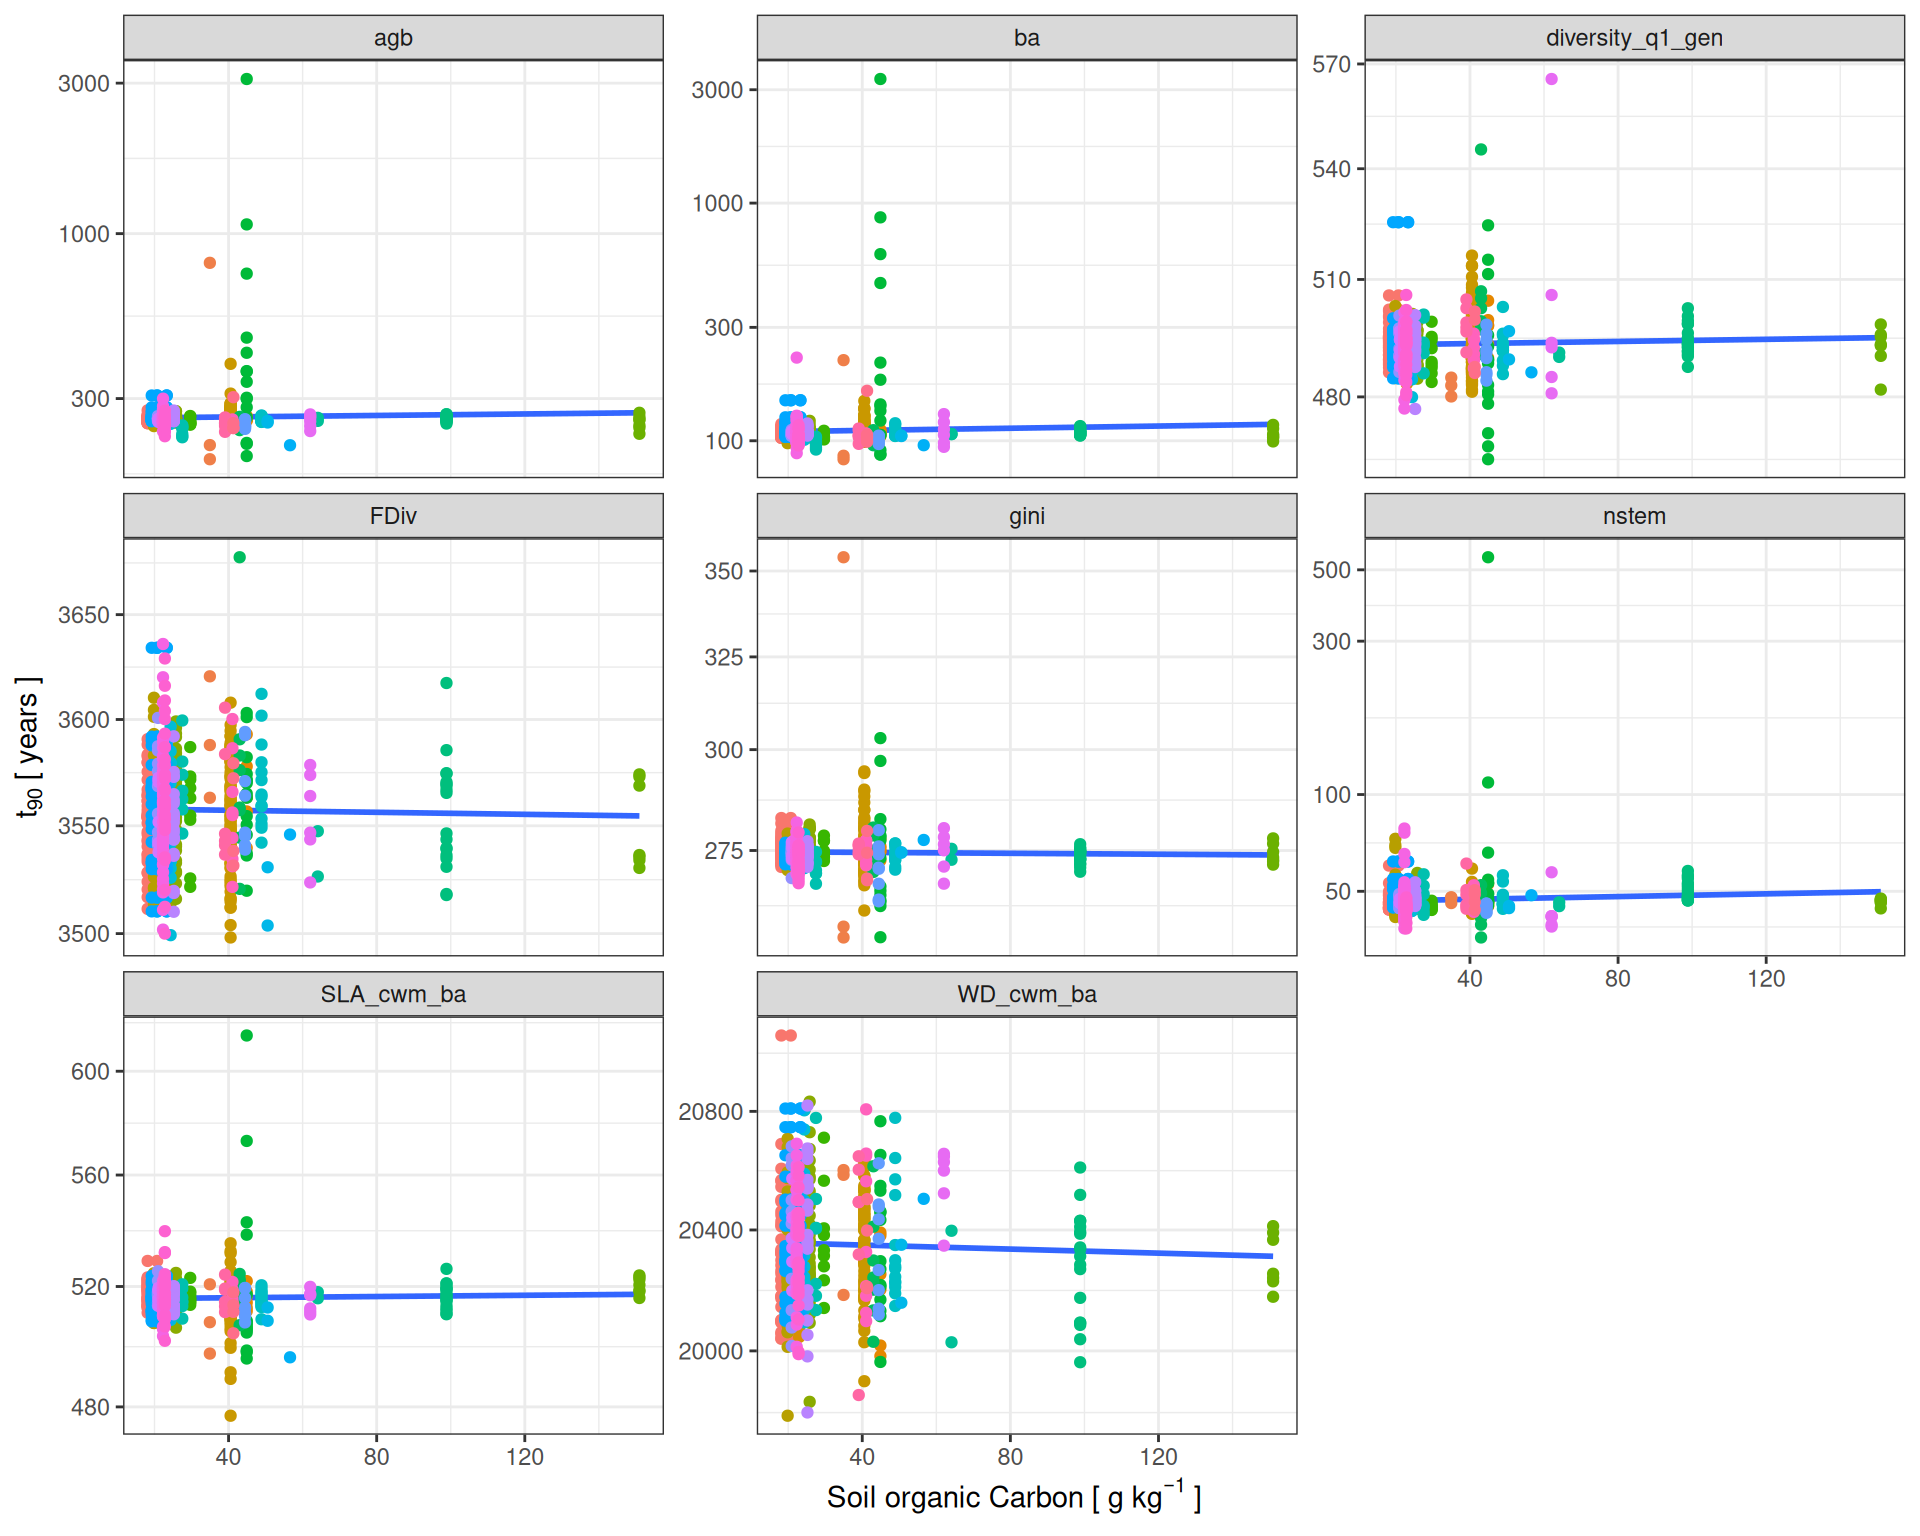 agb
ba
diversity_q1_gen
3000
1000
300
3000
1000
300
100
570
540
510
480
FDiv
gini
nstem
3650
3600
3550
3500
350
325
300
275
500
300
100
50
40 80 120
SLA_cwm_ba
WD_cwm_ba
600
560
520
480
20800
20400
20000
40 80 120
40 80 120
t90 [ years ]
Soil organic Carbon [ g kg−1 ]